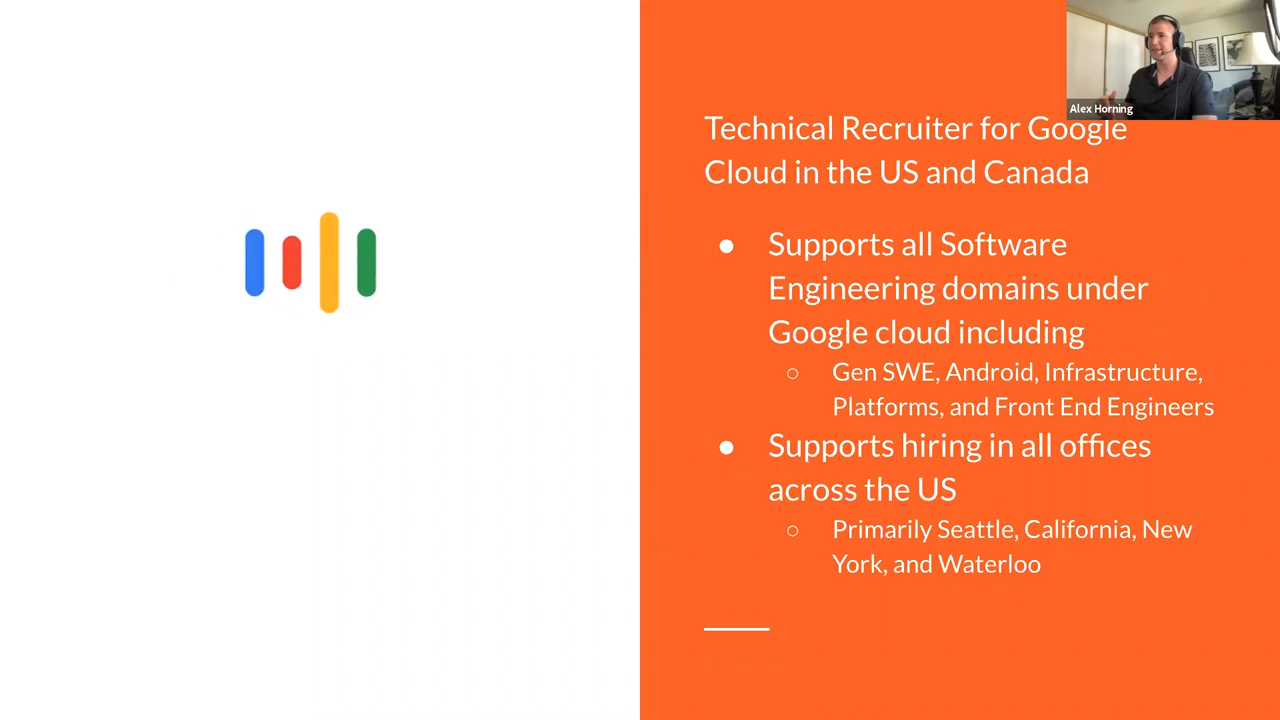 Alex Horning
Technical Recruiter for Google
Cloud in the US and Canada
● Supports all Software
Engineering domains under
Google cloud including
○ Gen SWE, Android, Infrastructure,
Platforms, and Front End Engineers
● Supports hiring in all offices
across the US
○ Primarily Seattle, California, New
York, and Waterloo